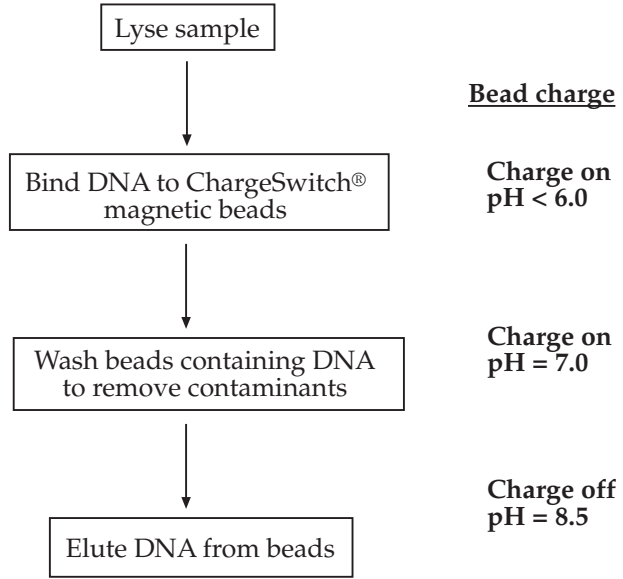 Lyse sample
Bead charge
Bind DNA to ChargeSwitch®
magnetic beads
Charge on
pH < 6.0
Wash beads containing DNA
to remove contaminants
Charge on
pH = 7.0
Elute DNA from beads
Charge off
pH = 8.5